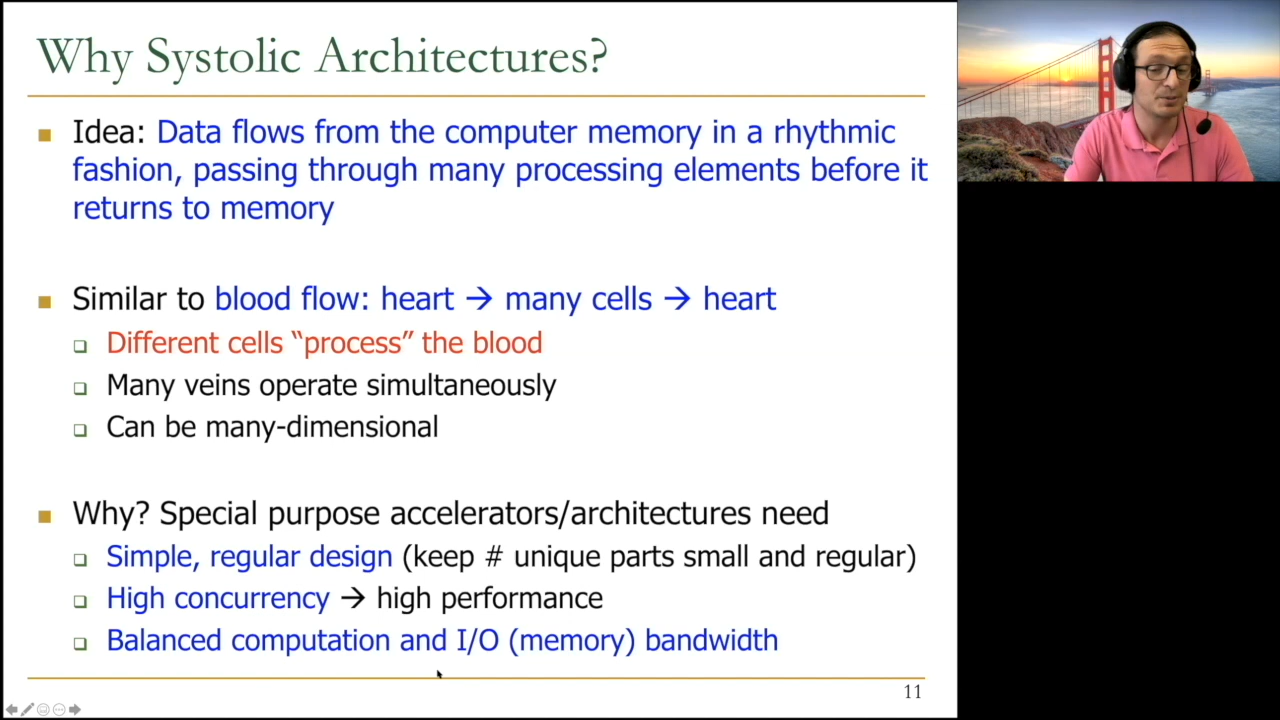 Why Systolic Architectures?
Idea: Data flows from the computer memory in a rhythmic
fashion, passing through many processing elements before it
returns to memory
Similar to blood flow: heart → many cells → heart
Different cells “process” the blood
Many veins operate simultaneously
Can be many-dimensional
Why? Special purpose accelerators/architectures need
Simple, regular design (keep # unique parts small and regular)
High concurrency → high performance
Balanced computation and I/O (memory) bandwidth
11